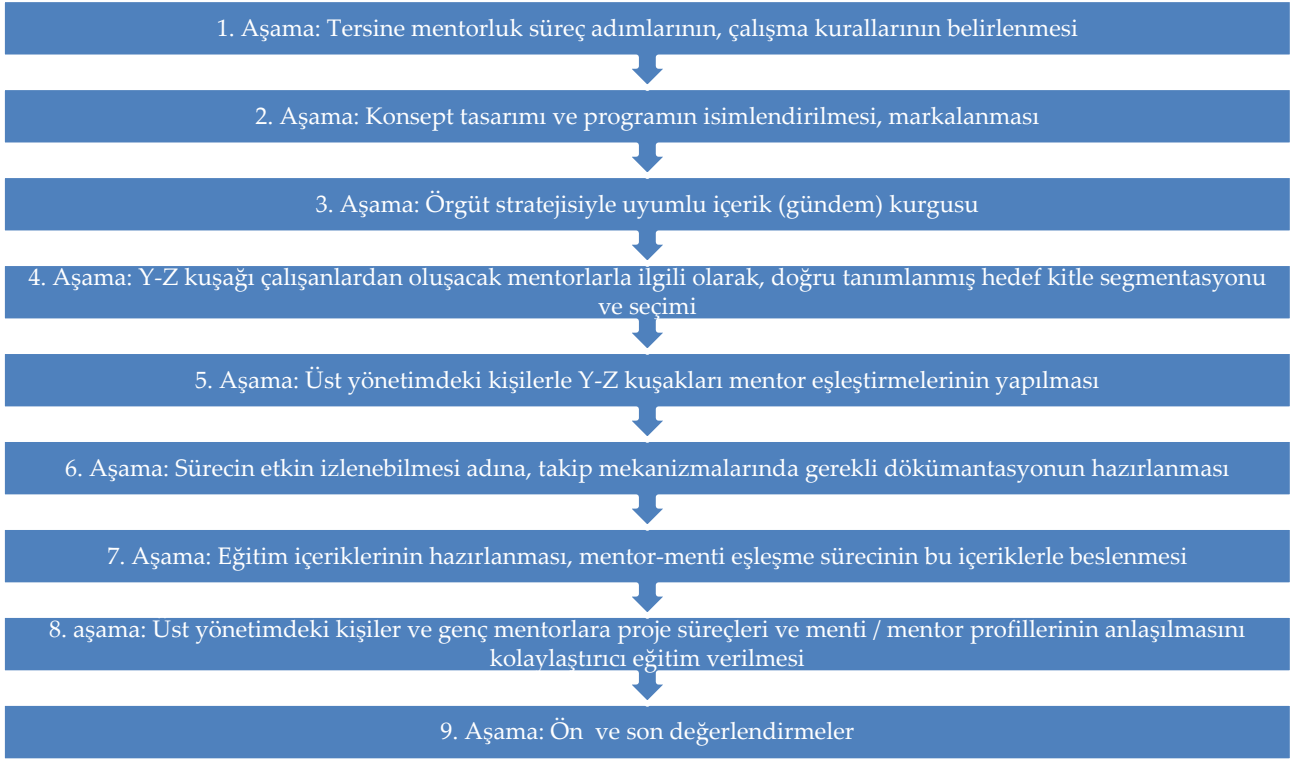 1. Aşama: Tersine mentorluk süreç adımlarının, çalışma kurallarının belirlenmesi
2. Aşama: Konsept tasarımı ve programın isimlendirilmesi, markalanması
3. Aşama: Örgüt stratejisiyle uyumlu içerik (gündem) kurgusu
4. Aşama: Y-Z kuşağı çalışanlardan oluşacak mentorlarla ilgili olarak, doğru tanımlanmış hedef kitle segmentasyonu
ve seçimi
5. Aşama: Üst yönetimdeki kişilerle Y-Z kuşakları mentor eşleştirmelerinin yapılması
6. Aşama: Sürecin etkin izlenebilmesi adına, takip mekanizmalarında gerekli dökümantasyonun hazırlanması
7. Aşama: Eğitim içeriklerinin hazırlanması, mentor-menti eşleşme sürecinin bu içeriklerle beslenmesi
8. aşama: Üst yönetimdeki kişiler ve genç mentorlara proje süreçleri ve menti / mentor profillerinin anlaşılmasını
kolaylaştırıcı eğitim verilmesi
9. Aşama: Ön ve son değerlendirmeler